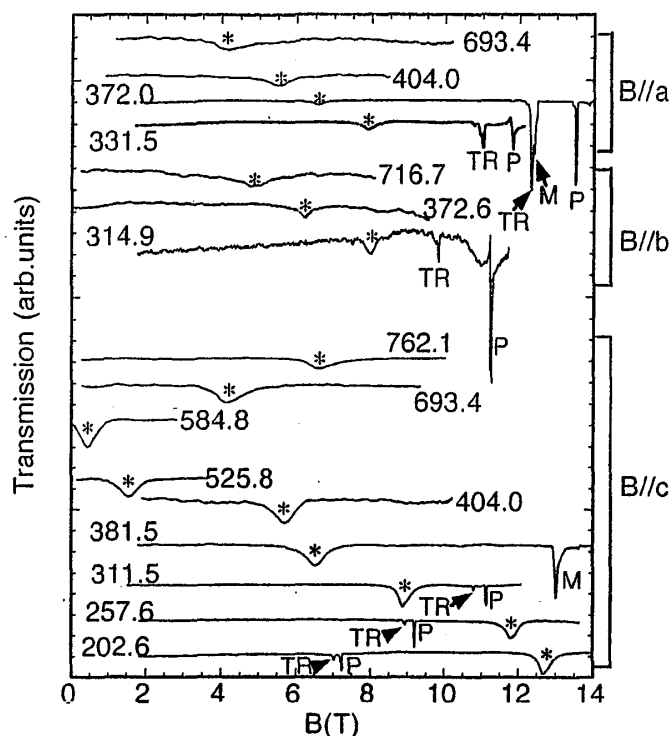 693.4
*
404.0
*
372.0
*
331.5
*
TR
P
TR
M
P
B//a
716.7
*
372.6
*
314.9
*
TR
P
B//b
762.1
*
693.4
*
584.8
*
525.8
*
404.0
*
381.5
*
M
311.5
*
TR
P
257.6
TR
P
*
202.6
TR
P
*
B//c
0 2 4 6 8 10 12 14
B(T)
Transmission (arb.units)